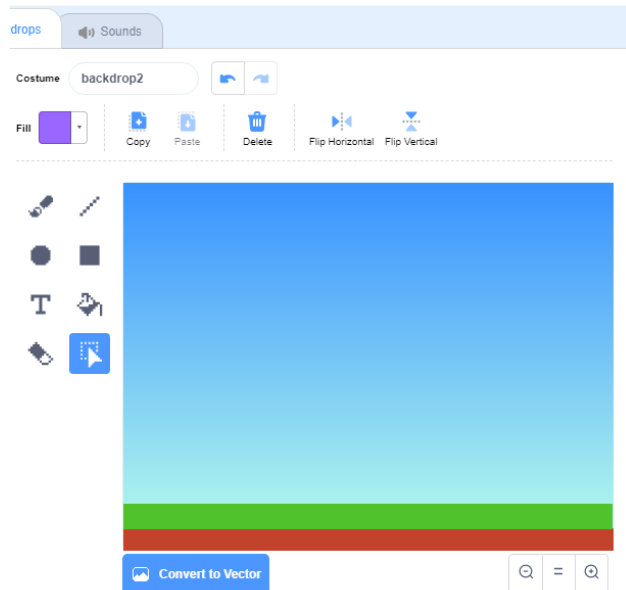 drops Sounds
Costume backdrop2
Fill
Copy Paste Delete Flip Horizontal Flip Vertical
T
Convert to Vector
=